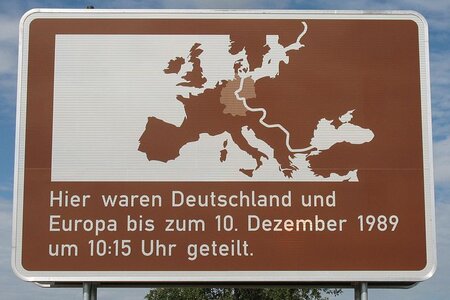 Hier waren Deutschland und
Europa bis zum 10. Dezember 1989
um 10:15 Uhr geteilt.